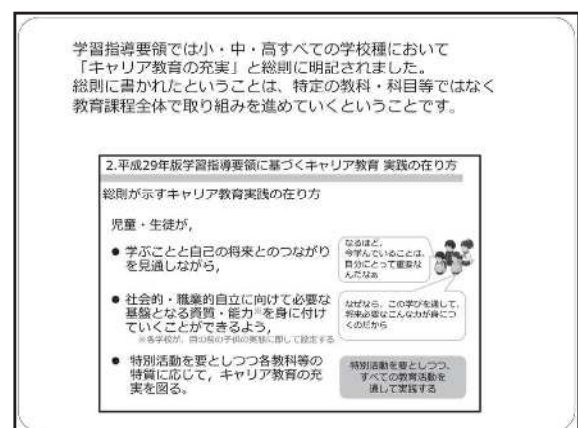 学習指導要領では小・中・高すべての学校種において
「キャリア教育の充実」と総則に明記されました。
総則に書かれたということは、特定の教科・科目等ではなく
教育課程全体で取り組みを進めていくということです。
2.平成29年版学習指導要領に基づくキャリア教育 実践の在り方
総則が示すキャリア教育実践の在り方
児童・生徒が,
● 学ぶことと自己の将来とのつながり
を見通しながら,
なるほど、
今学んでいることは、
自分にとって重要な
んだなぁ
● 社会的・職業的自立に向けて必要な
基盤となる資質・能力※を身に付け
ていくことができるよう,
※各学校が、目の前の子供の実態に即して設定する
なぜなら、この学びを通して、
将来必要なこんな力が身につ
くのだから
● 特別活動を要としつつ各教科等の
特質に応じて,キャリア教育の充
実を図る。
特別活動を要としつつ、
すべての教育活動を
通して実践する